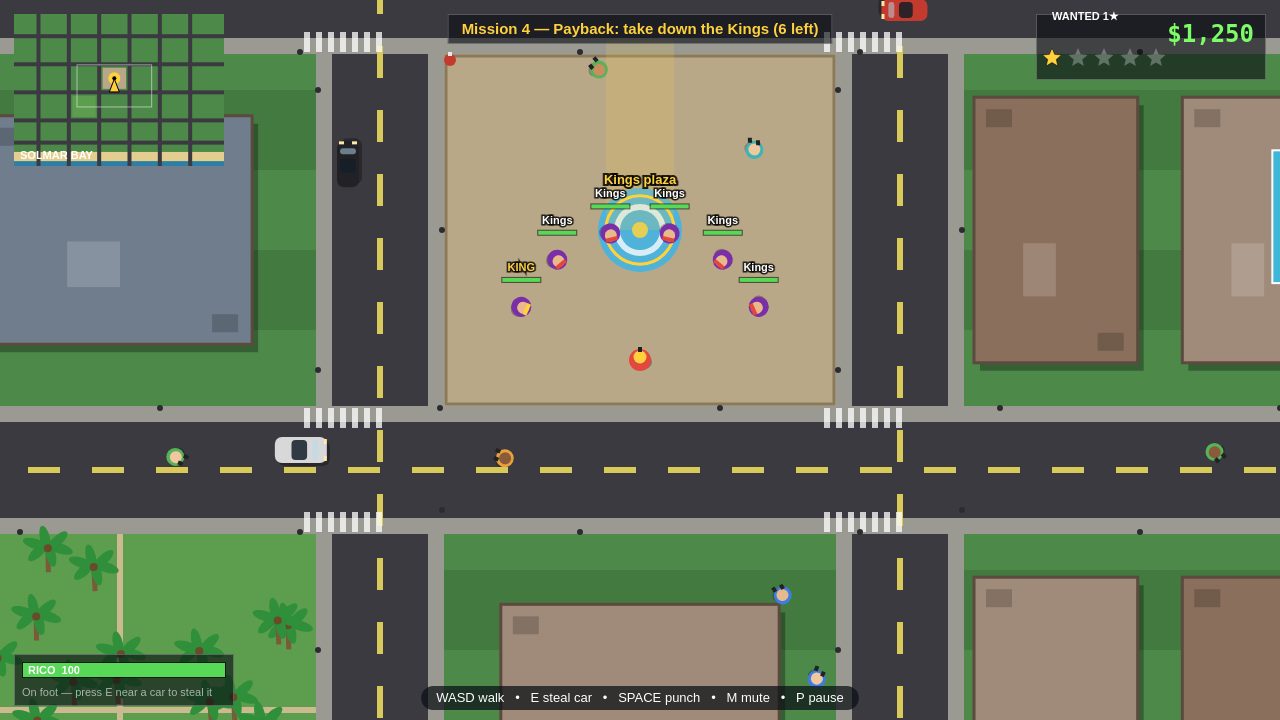 Mission 4 — Payback: take down the Kings (6 left)
WANTED 1★
$1,250
SOLMAR BAY
Kings plaza
Kings
Kings
Kings
Kings
KING
Kings
RICO 100
On foot — press E near a car to steal it
WASD walk • E steal car • SPACE punch • M mute • P pause